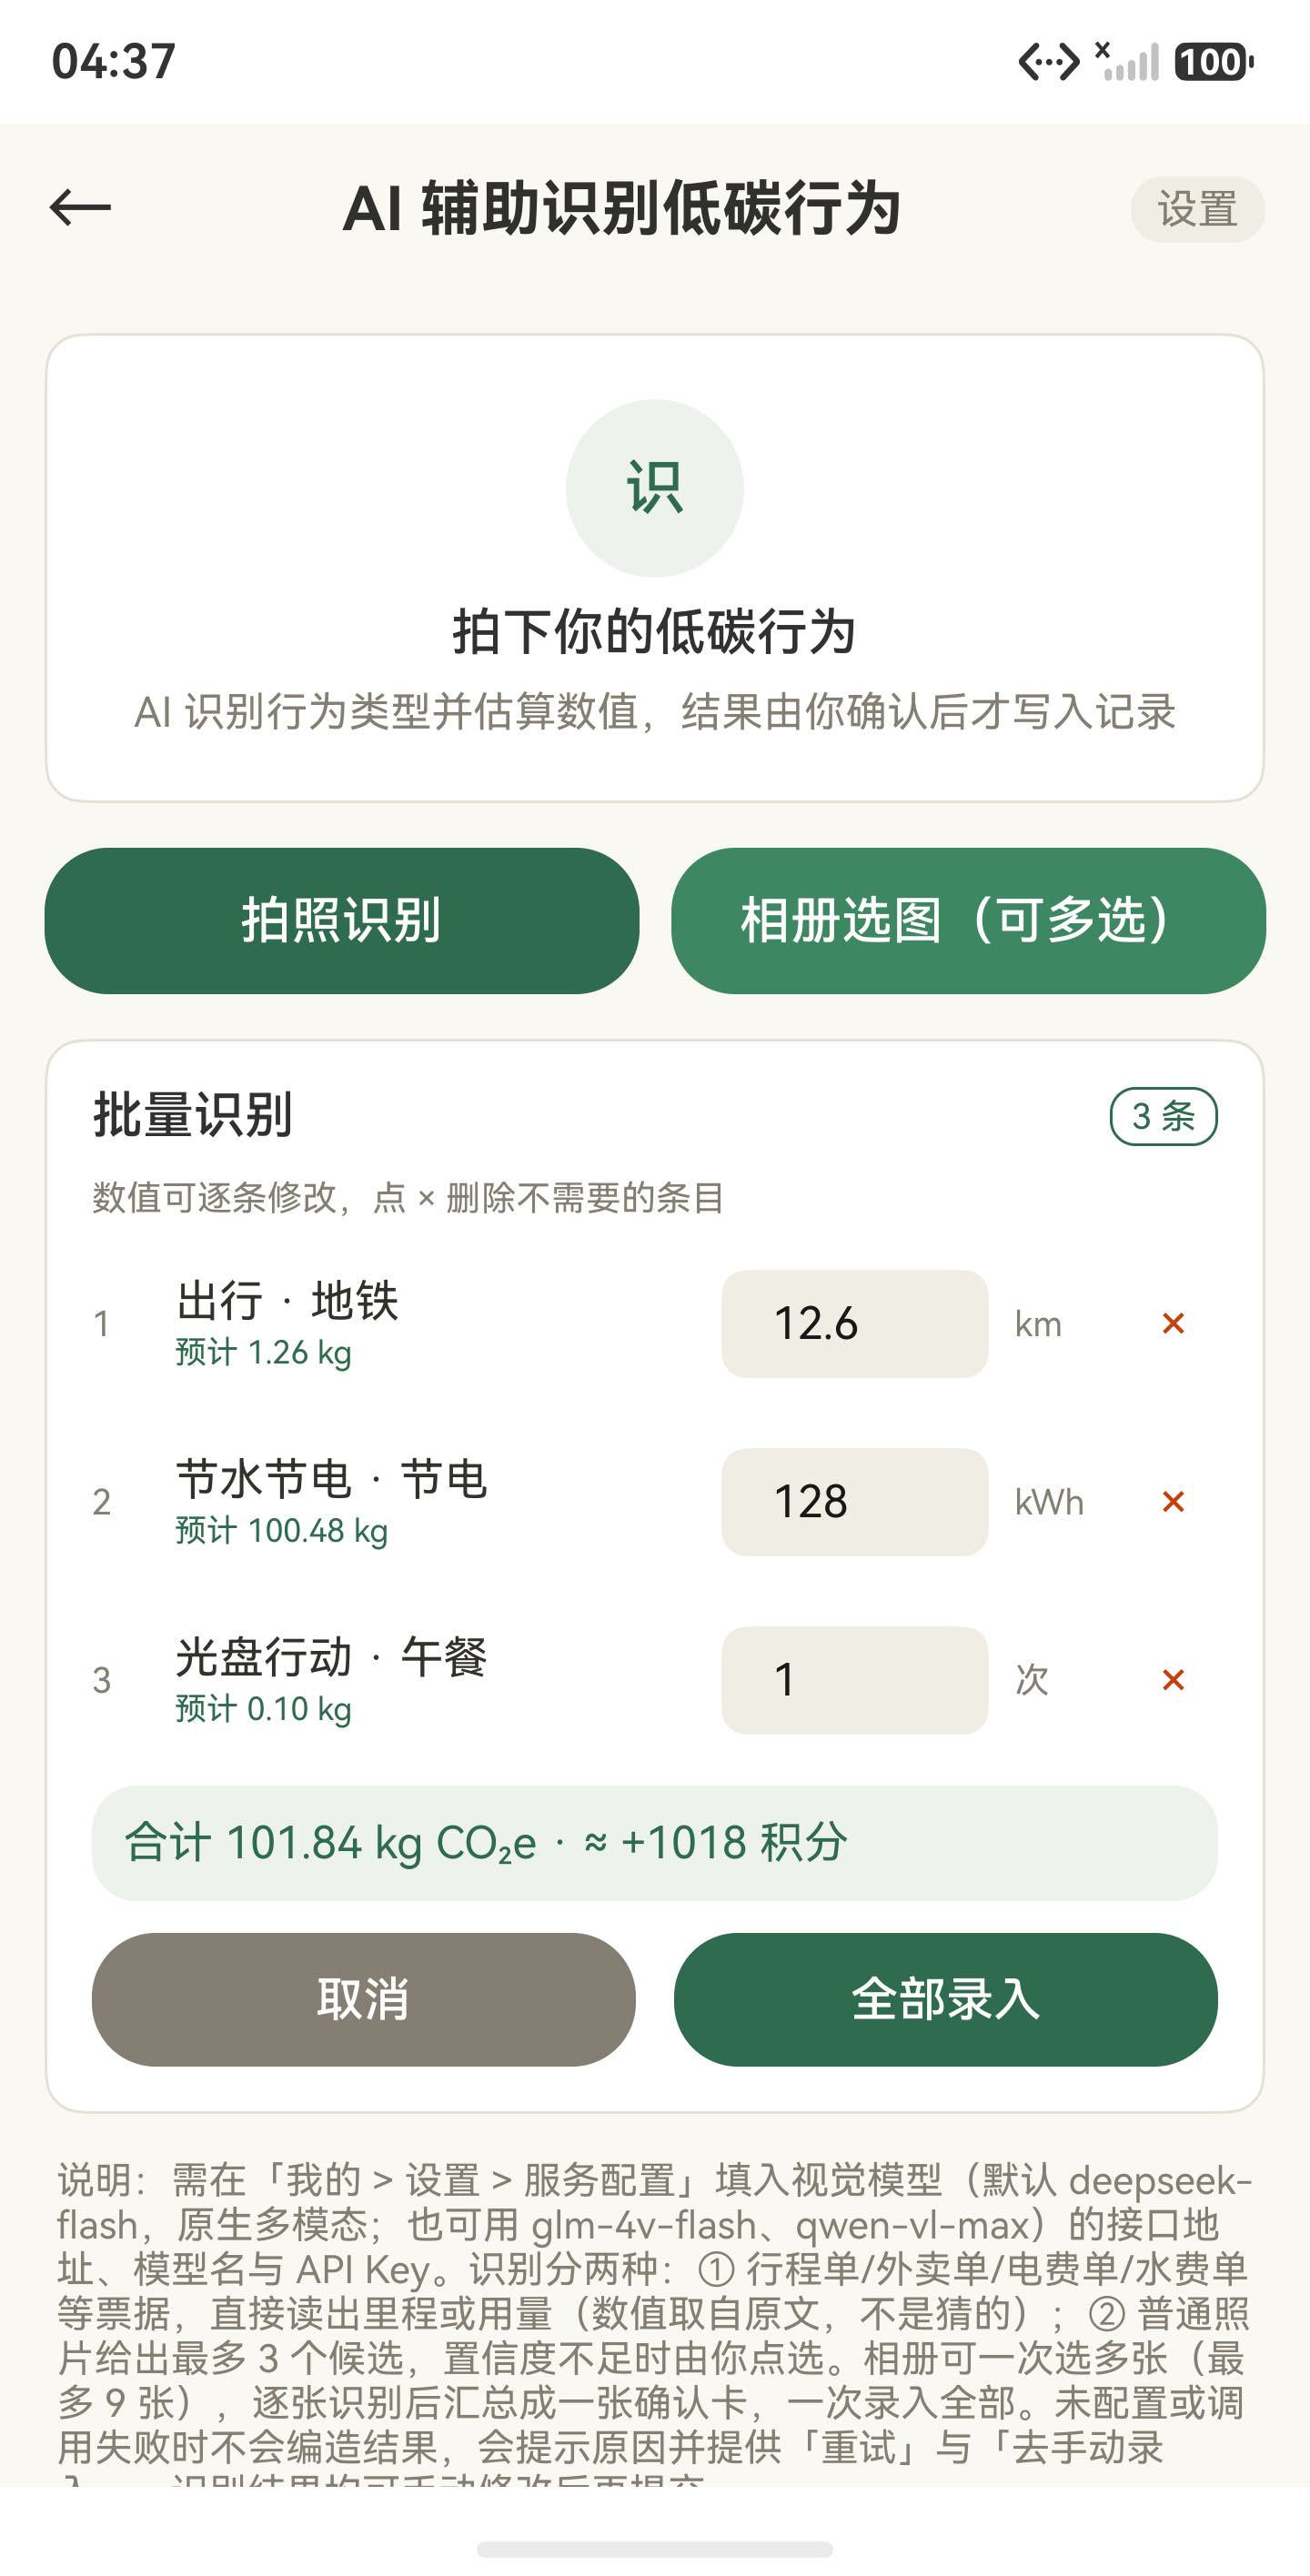 04:37
100
AI 辅助识别低碳行为
设置
识
拍下你的低碳行为
AI 识别行为类型并估算数值，结果由你确认后才写入记录
拍照识别
相册选图（可多选）
批量识别
3 条
数值可逐条修改，点 × 删除不需要的条目
1
出行 · 地铁
预计 1.26 kg
12.6
km
×
2
节水节电 · 节电
预计 100.48 kg
128
kWh
×
3
光盘行动 · 午餐
预计 0.10 kg
1
次
×
合计 101.84 kg CO₂e · ≈ +1018 积分
取消
全部录入
说明：需在「我的 > 设置 > 服务配置」填入视觉模型（默认 deepseek-
flash，原生多模态；也可用 glm-4v-flash、qwen-vl-max）的接口地
址、模型名与 API Key。识别分两种：① 行程单/外卖单/电费单/水费单
等票据，直接读出里程或用量（数值取自原文，不是猜的）；② 普通照
片给出最多 3 个候选，置信度不足时由你点选。相册可一次选多张（最
多 9 张），逐张识别后汇总成一张确认卡，一次录入全部。未配置或调
用失败时不会编造结果，会提示原因并提供「重试」与「去手动录
识别结果均可手动修改后再提交